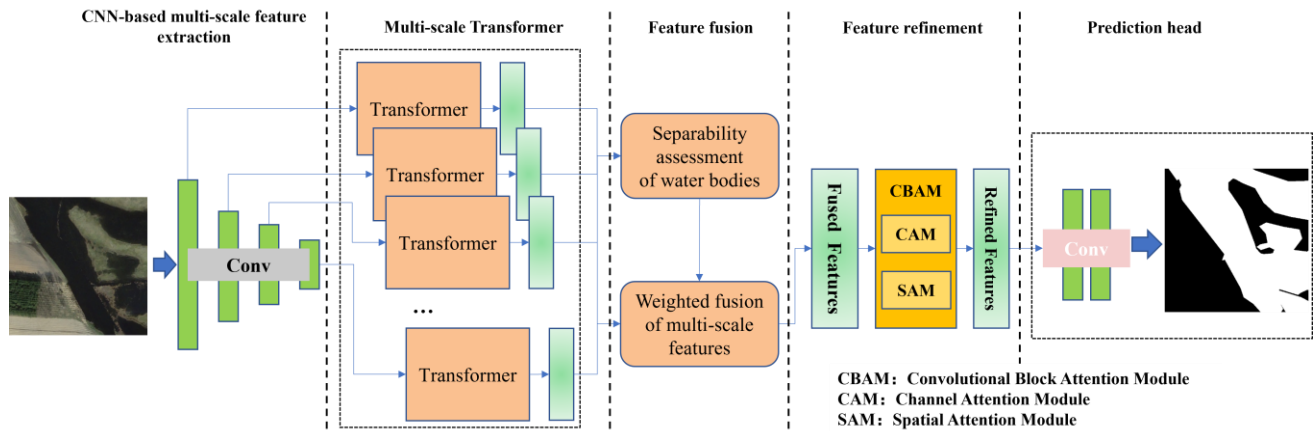 CNN-based multi-scale feature
extraction
Multi-scale Transformer
Feature fusion
Feature refinement
Prediction head
Transformer
Transformer
Transformer
...
Transformer
Conv
Separability
assessment
of water bodies
Weighted fusion
of multi-scale
features
Fused Features
CBAM
CAM
SAM
Refined Features
Conv
CBAM：Convolutional Block Attention Module
CAM：Channel Attention Module
SAM：Spatial Attention Module